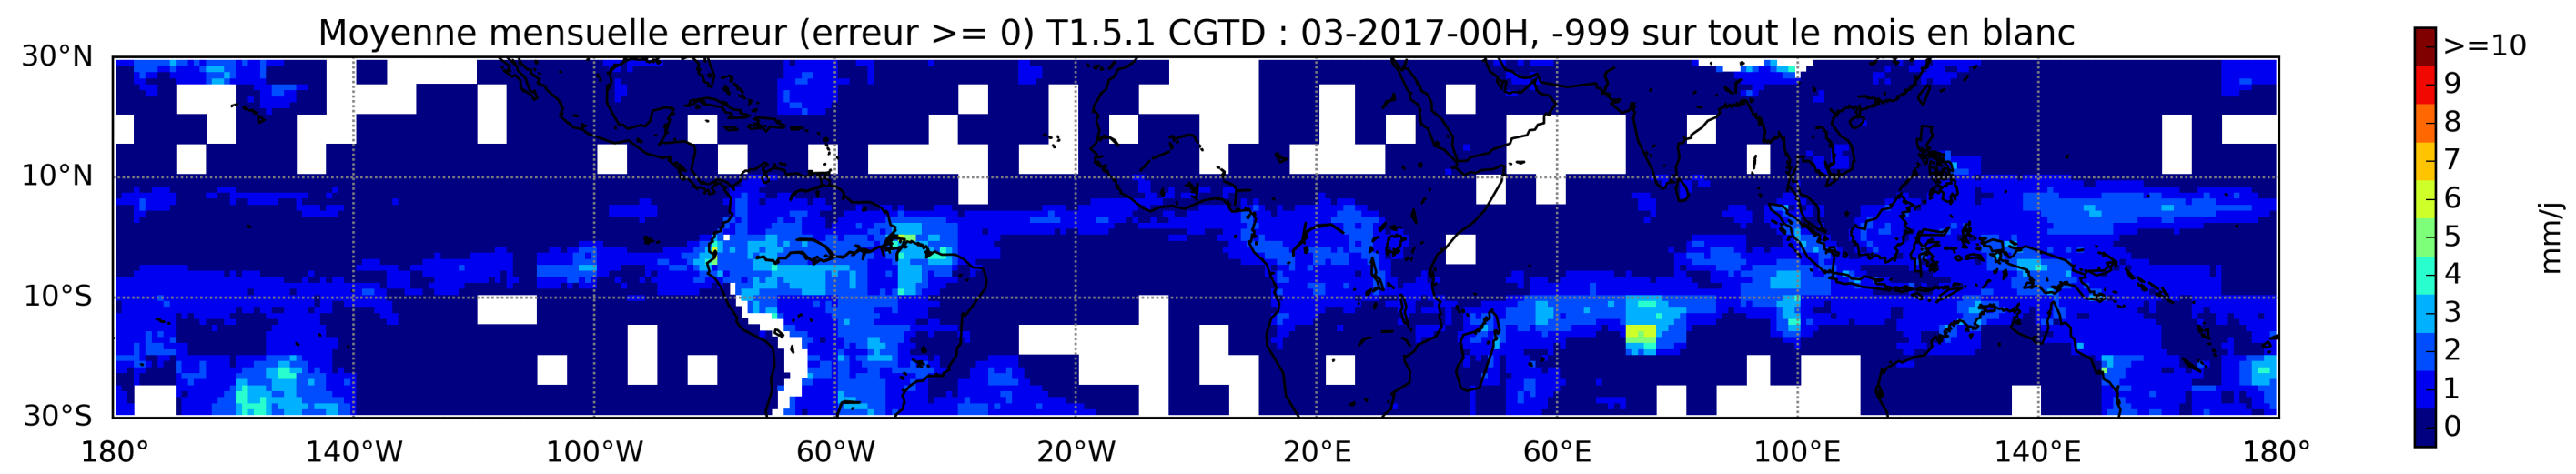 Moyenne mensuelle erreur (erreur >= 0) T1.5.1 CGTD : 03-2017-00H, -999 sur tout le mois en blanc
30°N
10°N
10°S
30°S
180° 140°W 100°W 60°W 20°W 20°E 60°E 100°E 140°E 180°
>=10
9
8
7
6
5
4
3
2
1
0
mm/j